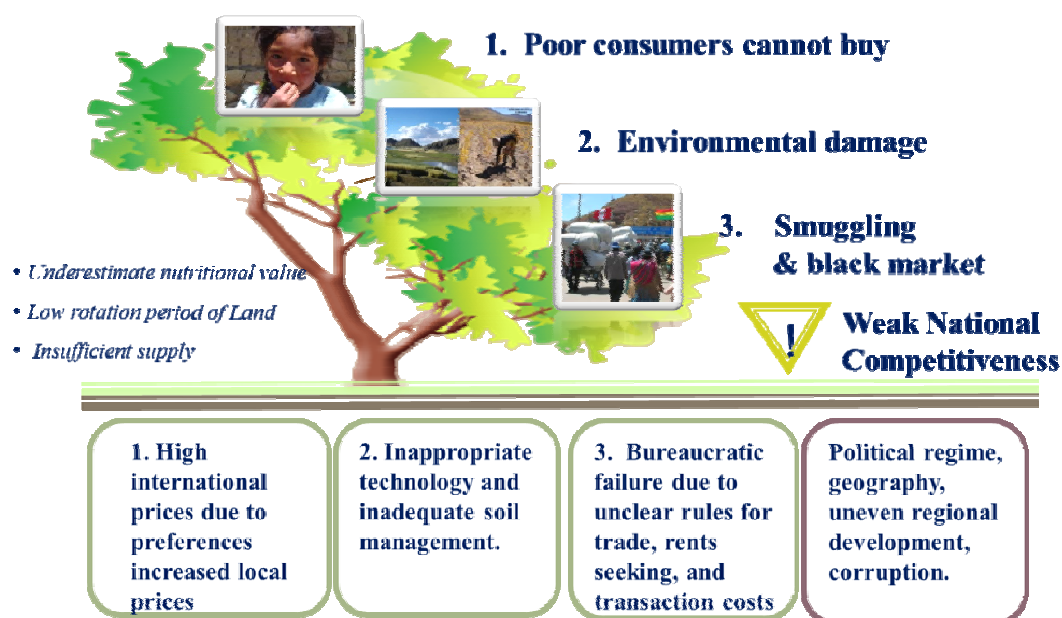 1. Poor consumers cannot buy
2. Environmental damage
3. Smuggling
& black market
• Underestimate nutritional value
• Low rotation period of Land
• Insufficient supply
!
Weak National
Competitiveness
1. High
international
prices due to
preferences
increased local
prices
2. Inappropriate
technology and
inadequate soil
management.
3. Bureaucratic
failure due to
unclear rules for
trade, rents
seeking, and
transaction costs
Political regime,
geography,
uneven regional
development,
corruption.